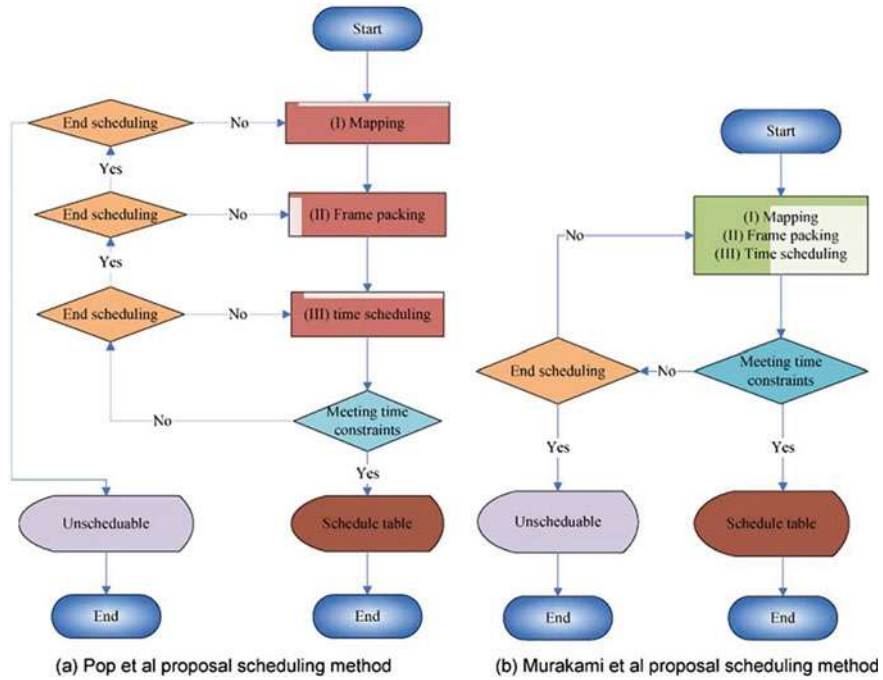 Start
End scheduling
No
(I) Mapping
Yes
End scheduling
No
(II) Frame packing
Yes
End scheduling
No
(III) time scheduling
No
Meeting time
constraints
Yes
Unscheduable
Schedule table
End
End
(a) Pop et al proposal scheduling method
Start
(I) Mapping
(II) Frame packing
(III) Time scheduling
No
End scheduling
No
Meeting time
constraints
Yes
Yes
Unscheduable
Schedule table
End
End
(b) Murakami et al proposal scheduling method